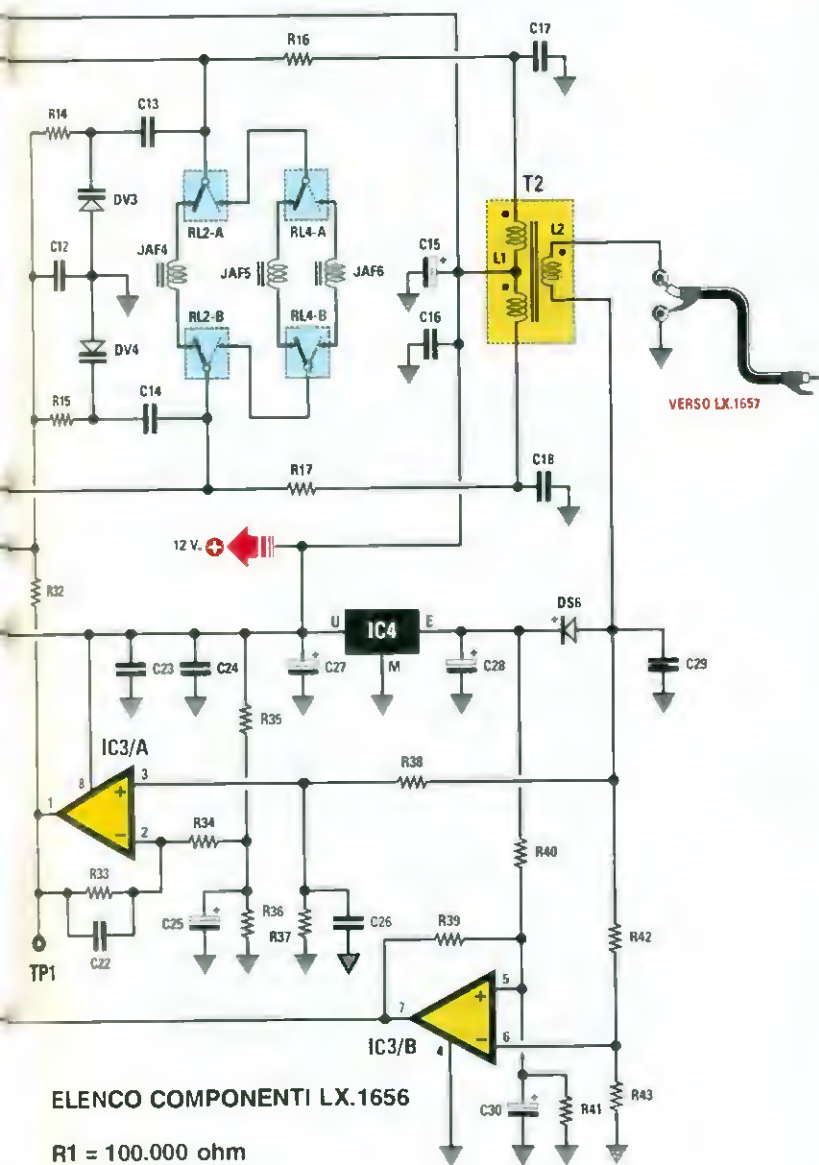 R16
C17
R14
C13
T2
DV3
RL2-A
RL4-A
L1
L2
C12
JAF4
JAF5
JAF6
C15
RL2-B
RL4-B
C16
DV4
R15
C14
VERSO LX.1657
R17
C18
12 V.
R32
U
IC4
E
DS6
M
C23
C24
C27
C28
C29
R35
IC3/A
R38
8
3
1
2
R34
R40
R33
C25
R36
R37
C26
R39
R42
C22
TP1
5
7
6
IC3/B
4
C30
R41
R43
ELENCO COMPONENTI LX.1656
R1 = 100.000 ohm